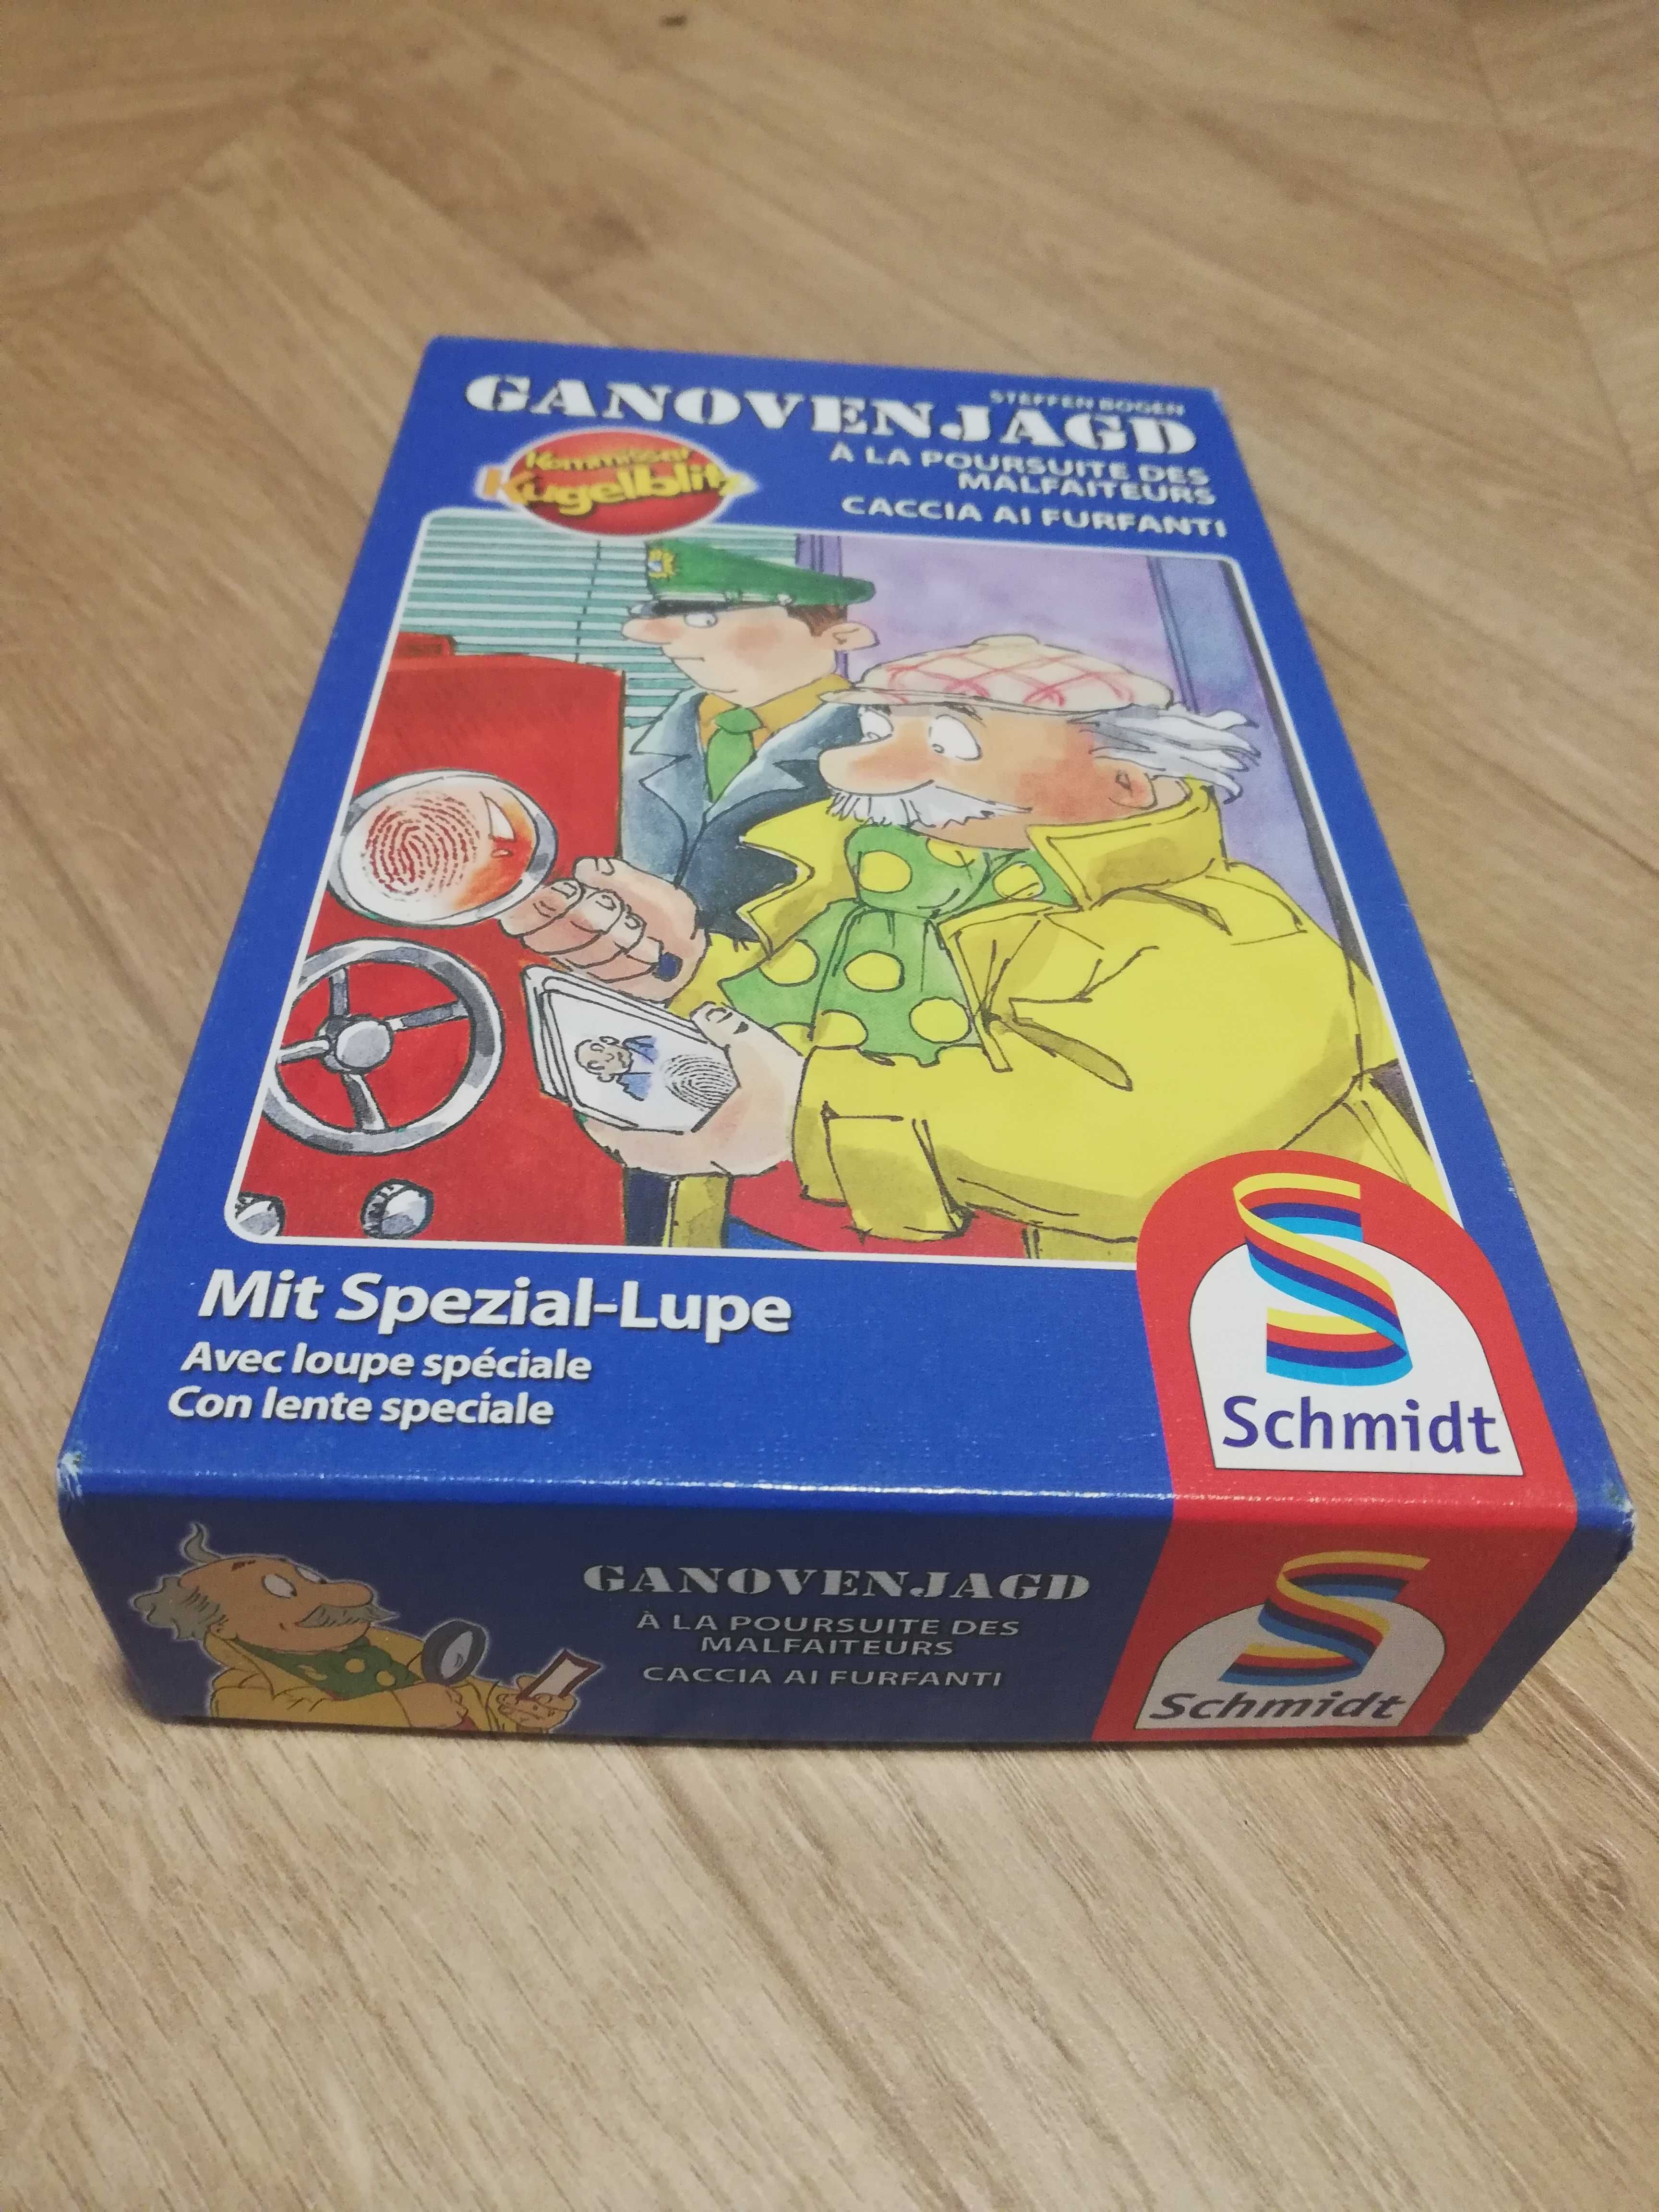 STEFFEN BOGEN
GANOVENJAGD
Kommissar
Kugelblitz
À LA POURSUITE DES
MALFAITEURS
CACCIA AI FURFANTI
Mit Spezial-Lupe
Avec loupe spéciale
Con lente speciale
Schmidt
GANOVENJAGD
À LA POURSUITE DES
MALFAITEURS
CACCIA AI FURFANTI
Schmidt